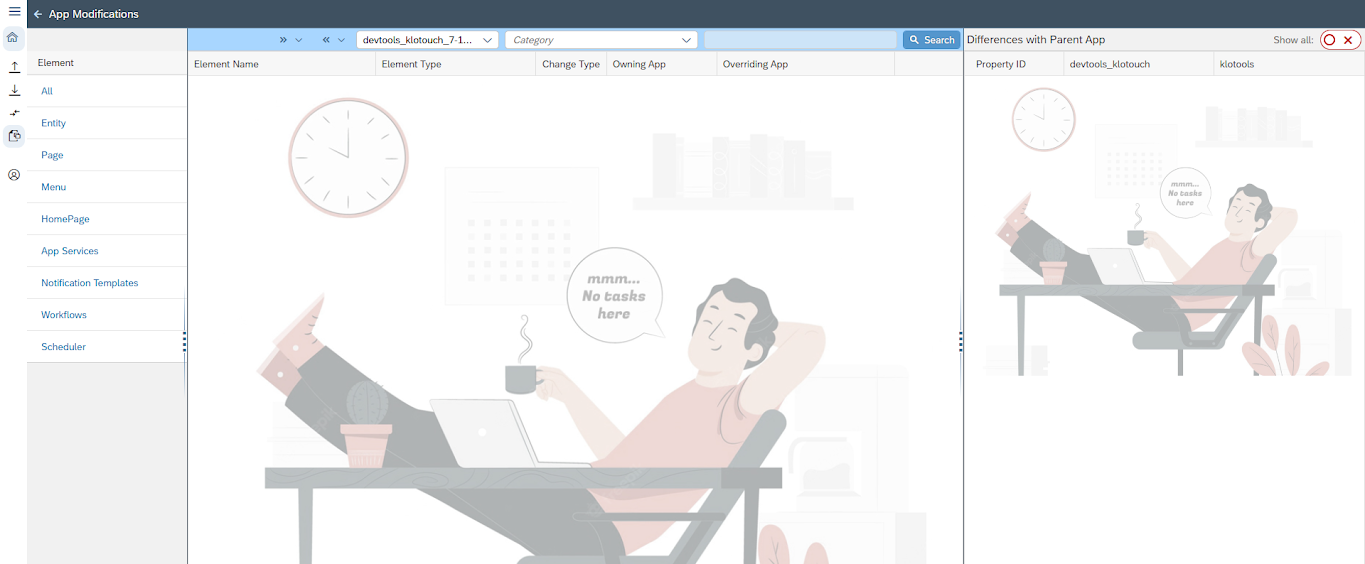 App Modifications
Element
All
Entity
Page
Menu
HomePage
App Services
Notification Templates
Workflows
Scheduler
devtools_klotouch_7-1...
Category
Search
Element Name
Element Type
Change Type
Owning App
Overriding App
mmm...
No tasks
here
Differences with Parent App
Show all:
Property ID
devtools_klotouch
klotools
mmm...
No tasks
here